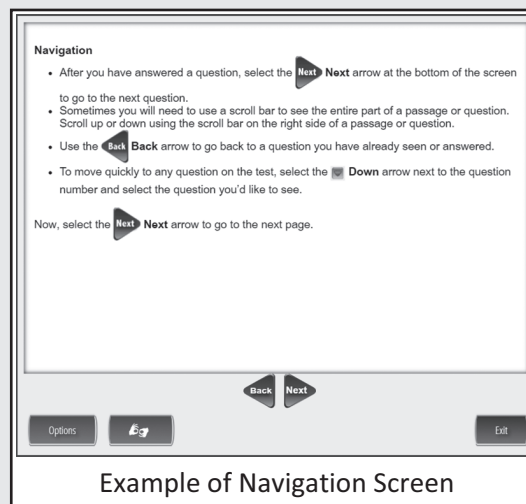 Navigation
• After you have answered a question, select the Next Next arrow at the bottom of the screen
to go to the next question.
• Sometimes you will need to use a scroll bar to see the entire part of a passage or question.
Scroll up or down using the scroll bar on the right side of a passage or question.
• Use the Back Back arrow to go back to a question you have already seen or answered.
• To move quickly to any question on the test, select the Down arrow next to the question
number and select the question you'd like to see.
Now, select the Next Next arrow to go to the next page.
Back Next
Options Exit
Example of Navigation Screen